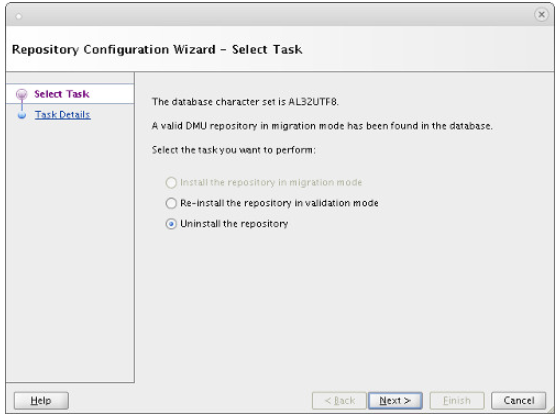 Repository Configuration Wizard - Select Task
Select Task
Task Details
The database character set is AL32UTF8.
A valid DMU repository in migration mode has been found in the database.
Select the task you want to perform:
Install the repository in migration mode
Re-install the repository in validation mode
Uninstall the repository
Help
< Back
Next >
Finish
Cancel